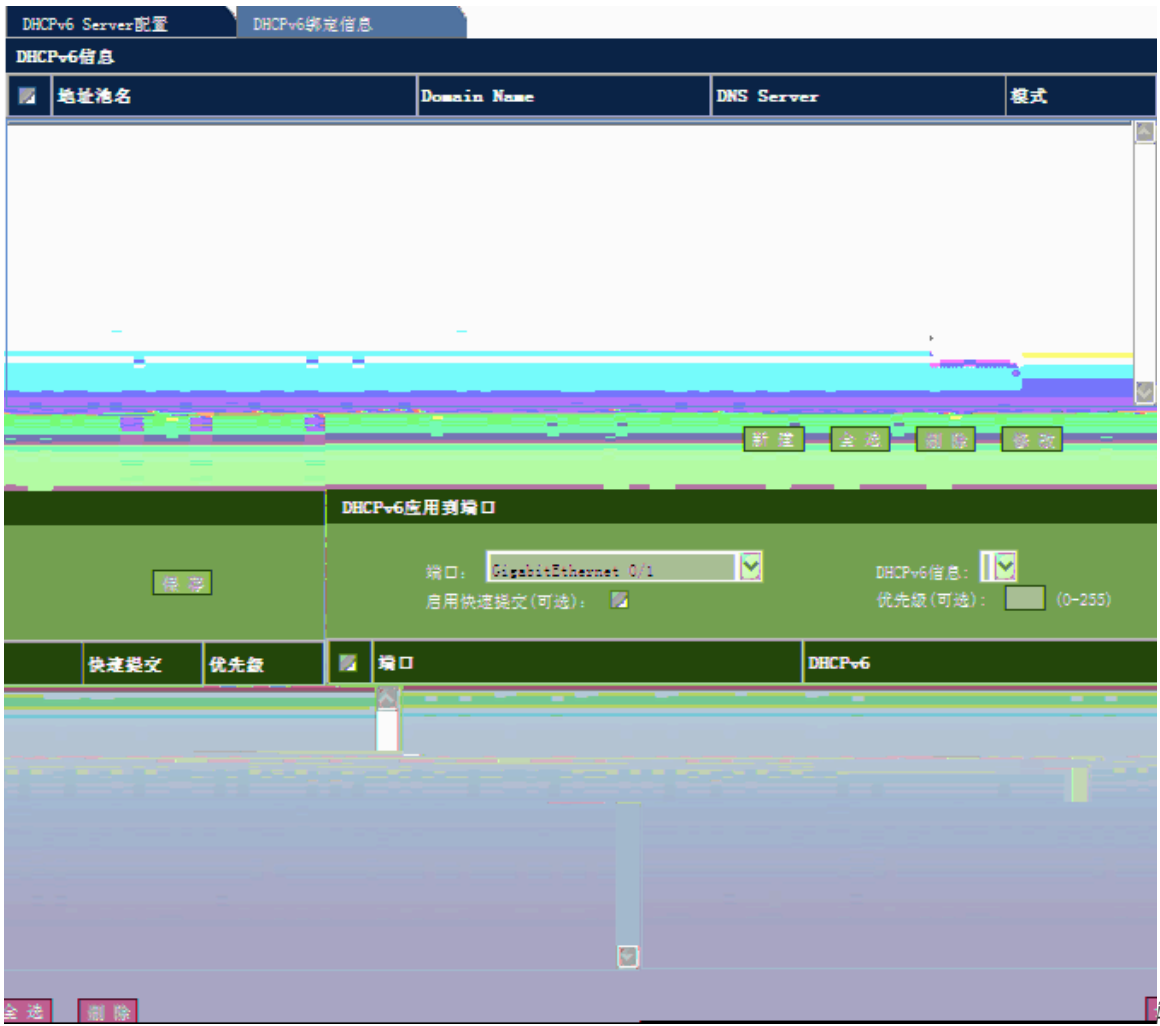 DHCPv6 Server配置 DHCPv6绑定信息
DHCPv6信息
地址池名 Domain Name DNS Server 模式
新建 全选 删除 修改
DHCPv6应用到端口
端口: GigabitEthernet 0/1 DHCPv6信息:
保存
启用快速提交(可选): 优先级(可选): (0-255)
快速提交 优先级 端口 DHCPv6
全选 删除